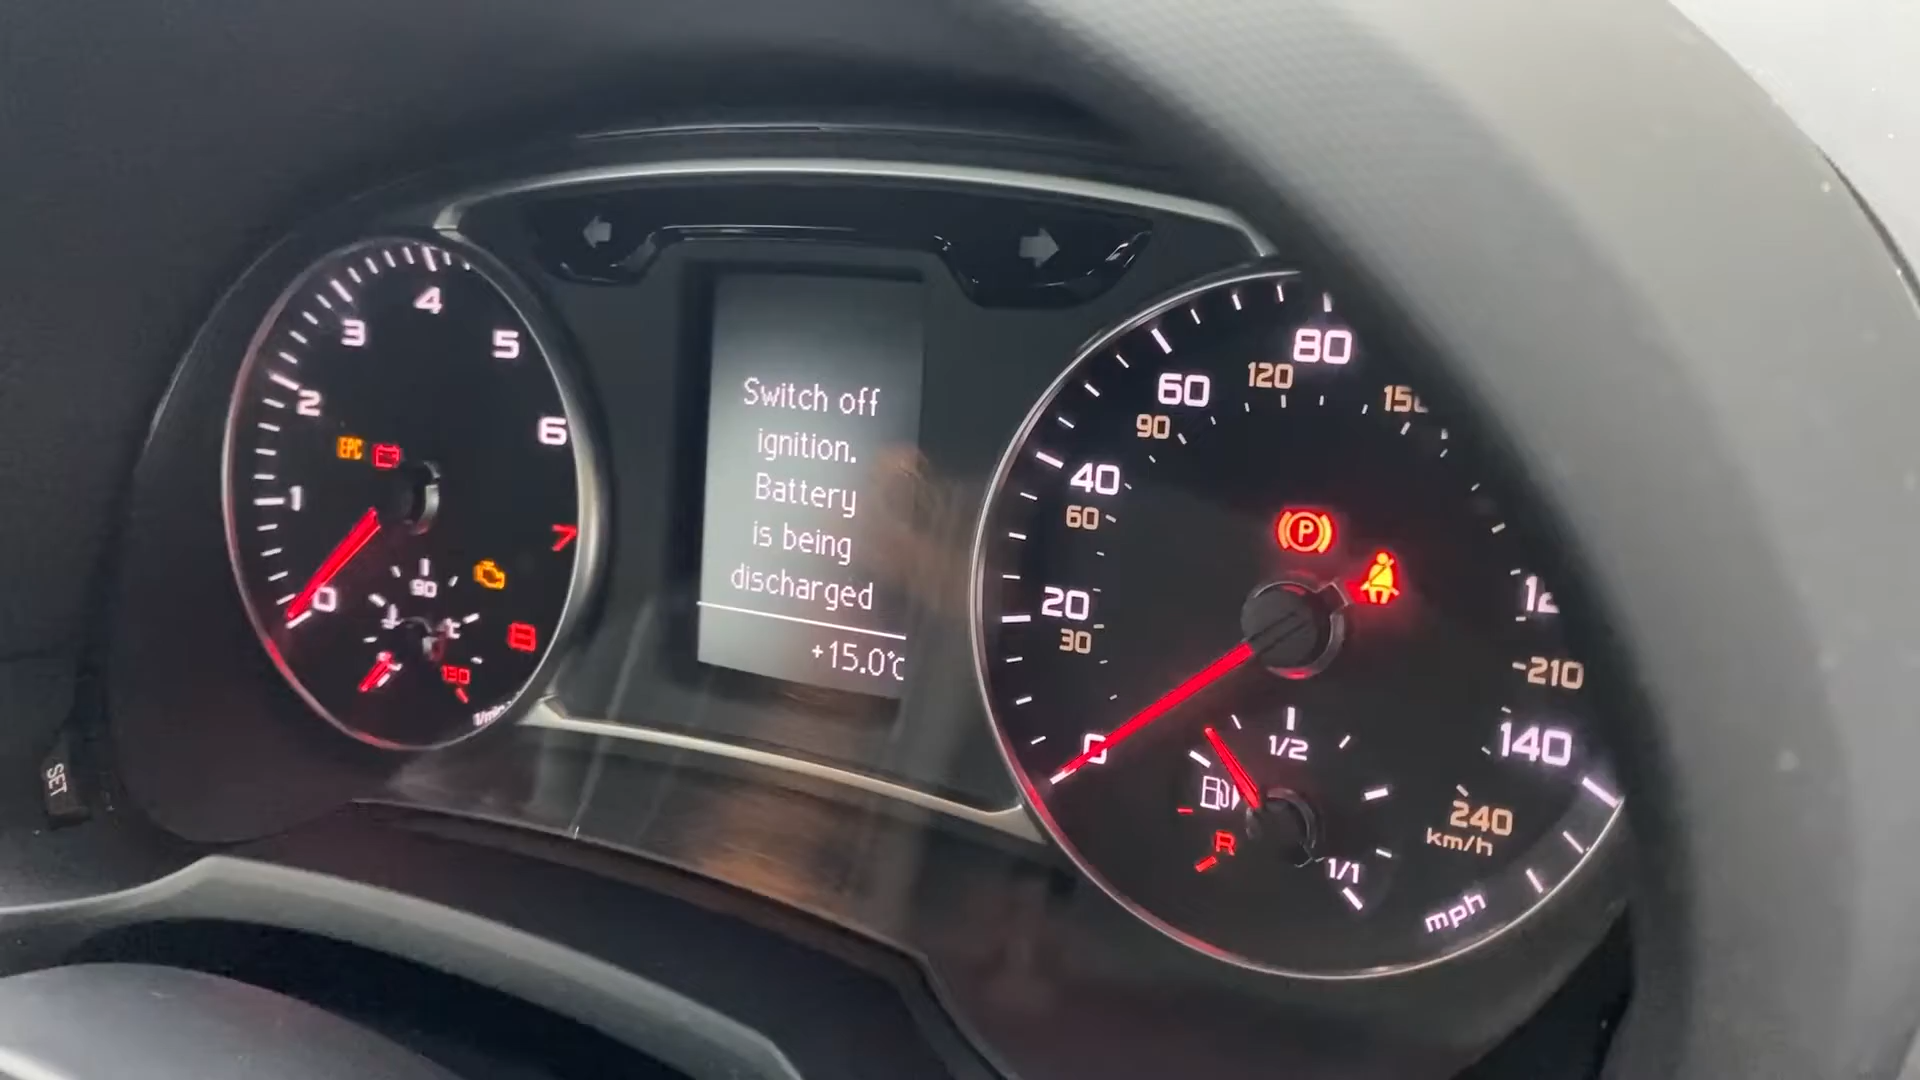 Switch off
ignition.
Battery
is being
discharged
+15.0°C
0
1
2
3
4
5
6
7
EPC
90
130
1/min
SET
0
20
40
60
80
140
30
60
90
120
-210
240
km/h
mph
P
1/2
R
1/1